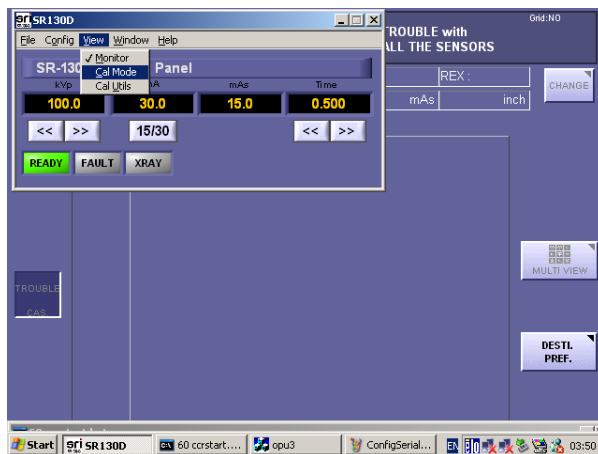 SR130D
File Config View Window Help
Monitor
Cal Mode
Cal Utils
SR-130
Panel
kVp
mAs
Time
100.0
30.0
15.0
0.500
<< >>
15/30
<< >>
READY
FAULT
XRAY
Grid:NO
TROUBLE with
ALL THE SENSORS
REX :
mAs
inch
CHANGE
MULTI VIEW
TROUBLE
CAS.
DESTI.
PREF.
Start
sri SR130D
60 ccrstart....
opu3
ConfigSerial...
EN
03:50